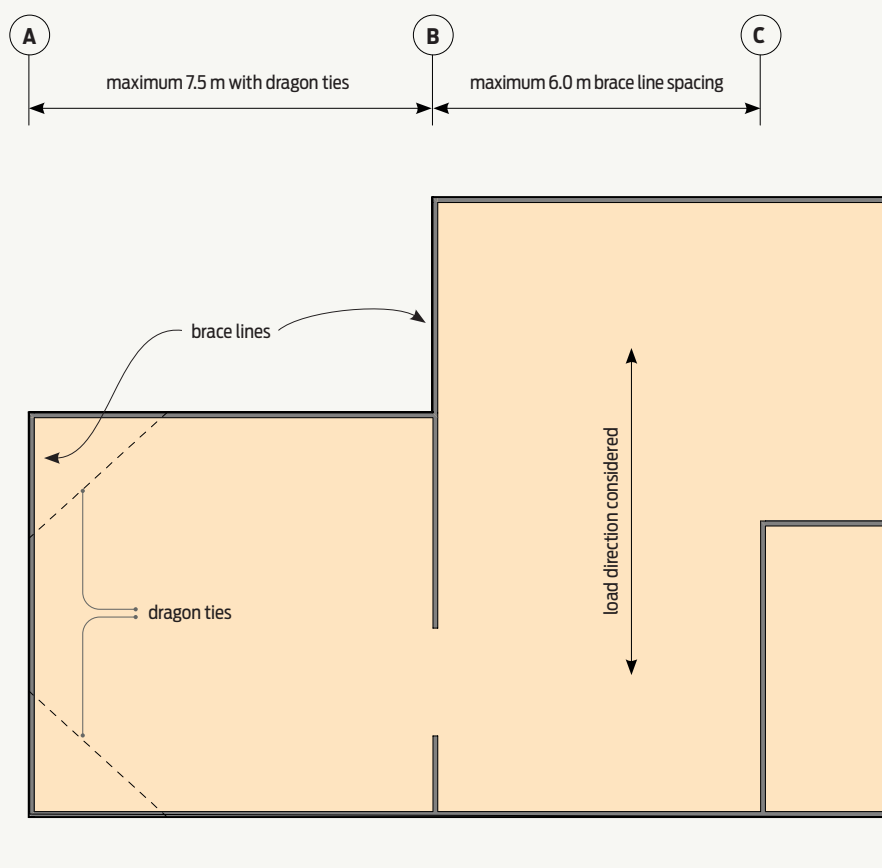 A
B
C
maximum 7.5 m with dragon ties
maximum 6.0 m brace line spacing
brace lines
load direction considered
dragon ties